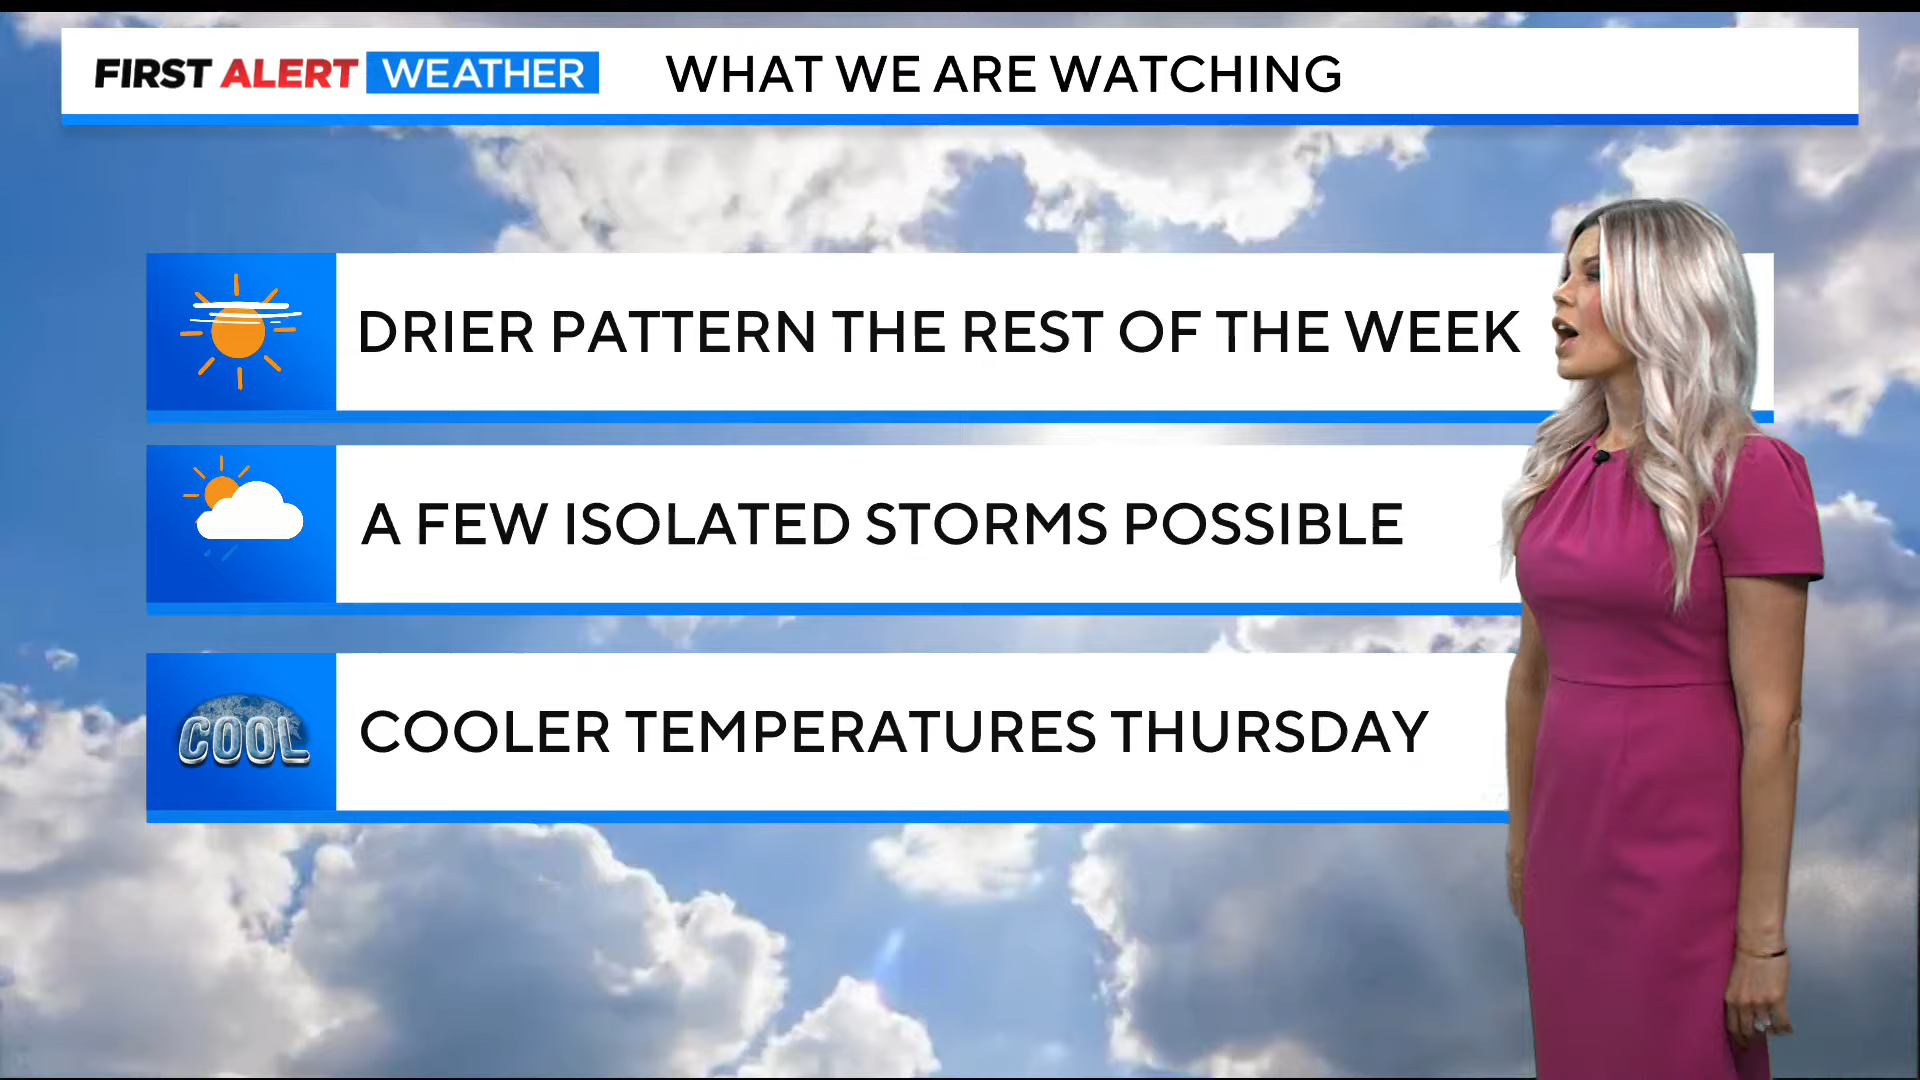 FIRST ALERT WEATHER WHAT WE ARE WATCHING
DRIER PATTERN THE REST OF THE WEEK
A FEW ISOLATED STORMS POSSIBLE
COOL COOLER TEMPERATURES THURSDAY